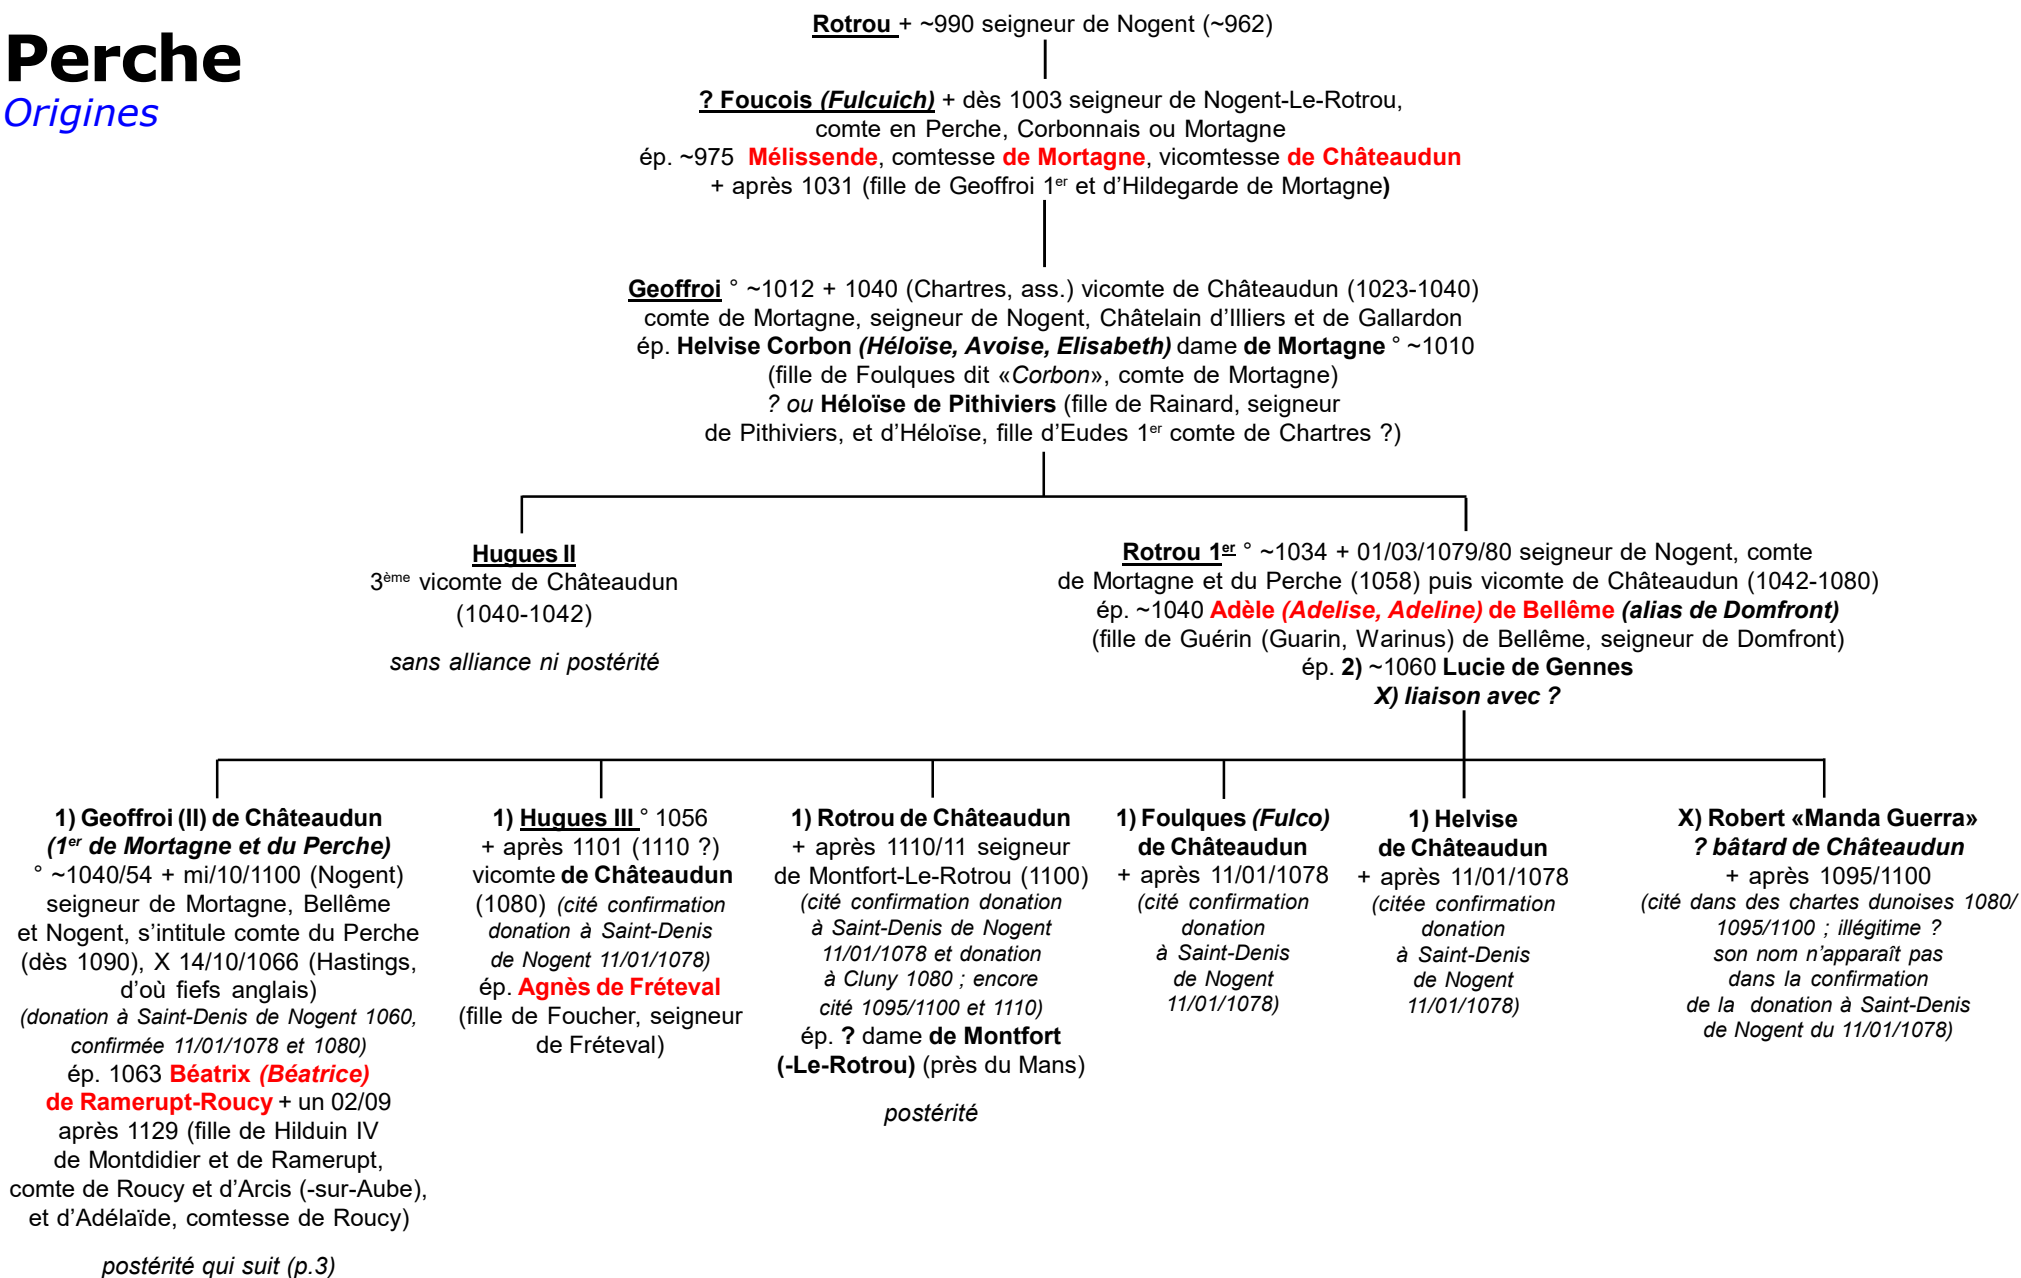 Perche
Origines
Rotrou + ~990 seigneur de Nogent (~962)
? Foucois (Fulcuich) + dès 1003 seigneur de Nogent-Le-Rotrou,
comte en Perche, Corbonnais ou Mortagne
ép. ~975 Mélissende, comtesse de Mortagne, vicomtesse de Châteaudun
+ après 1031 (fille de Geoffroi 1er et d'Hildegarde de Mortagne)
Geoffroi ° ~1012 + 1040 (Chartres, ass.) vicomte de Châteaudun (1023-1040)
comte de Mortagne, seigneur de Nogent, Châtelain d'Illiers et de Gallardon
ép. Helvise Corbon (Héloïse, Avoise, Elisabeth) dame de Mortagne ° ~1010
(fille de Foulques dit «Corbon», comte de Mortagne)
? ou Héloïse de Pithiviers (fille de Rainard, seigneur
de Pithiviers, et d'Héloïse, fille d'Eudes 1er comte de Chartres ?)
Hugues II
3ème vicomte de Châteaudun
(1040-1042)
sans alliance ni postérité
Rotrou 1er ° ~1034 + 01/03/1079/80 seigneur de Nogent, comte
de Mortagne et du Perche (1058) puis vicomte de Châteaudun (1042-1080)
ép. ~1040 Adèle (Adelise, Adeline) de Bellême (alias de Domfront)
(fille de Guérin (Guarin, Warinus) de Bellême, seigneur de Domfront)
ép. 2) ~1060 Lucie de Gennes
X) liaison avec ?
1) Geoffroi (II) de Châteaudun
(1er de Mortagne et du Perche)
° ~1040/54 + mi/10/1100 (Nogent)
seigneur de Mortagne, Bellême
et Nogent, s'intitule comte du Perche
(dès 1090), X 14/10/1066 (Hastings,
d'où fiefs anglais)
(donation à Saint-Denis de Nogent 1060,
confirmée 11/01/1078 et 1080)
ép. 1063 Béatrix (Béatrice)
de Ramerupt-Roucy + un 02/09
après 1129 (fille de Hilduin IV
de Montdidier et de Ramerupt,
comte de Roucy et d'Arcis (-sur-Aube),
et d'Adélaïde, comtesse de Roucy)
postérité qui suit (p.3)
1) Hugues III ° 1056
+ après 1101 (1110 ?)
vicomte de Châteaudun
(1080) (cité confirmation
donation à Saint-Denis
de Nogent 11/01/1078)
ép. Agnès de Fréteval
(fille de Foucher, seigneur
de Fréteval)
1) Rotrou de Châteaudun
+ après 1110/11 seigneur
de Montfort-Le-Rotrou (1100)
(cité confirmation donation
à Saint-Denis de Nogent
11/01/1078 et donation
à Cluny 1080 ; encore
cité 1095/1100 et 1110)
ép. ? dame de Montfort
(-Le-Rotrou) (près du Mans)
postérité
1) Foulques (Fulco)
de Châteaudun
+ après 11/01/1078
(cité confirmation
donation
à Saint-Denis
de Nogent
11/01/1078)
1) Helvise
de Châteaudun
+ après 11/01/1078
(citée confirmation
donation
à Saint-Denis
de Nogent
11/01/1078)
X) Robert «Manda Guerra»
? bâtard de Châteaudun
+ après 1095/1100
(cité dans des chartes dunoises 1080/
1095/1100 ; illégitime ?
son nom n'apparaît pas
dans la confirmation
de la donation à Saint-Denis
de Nogent du 11/01/1078)